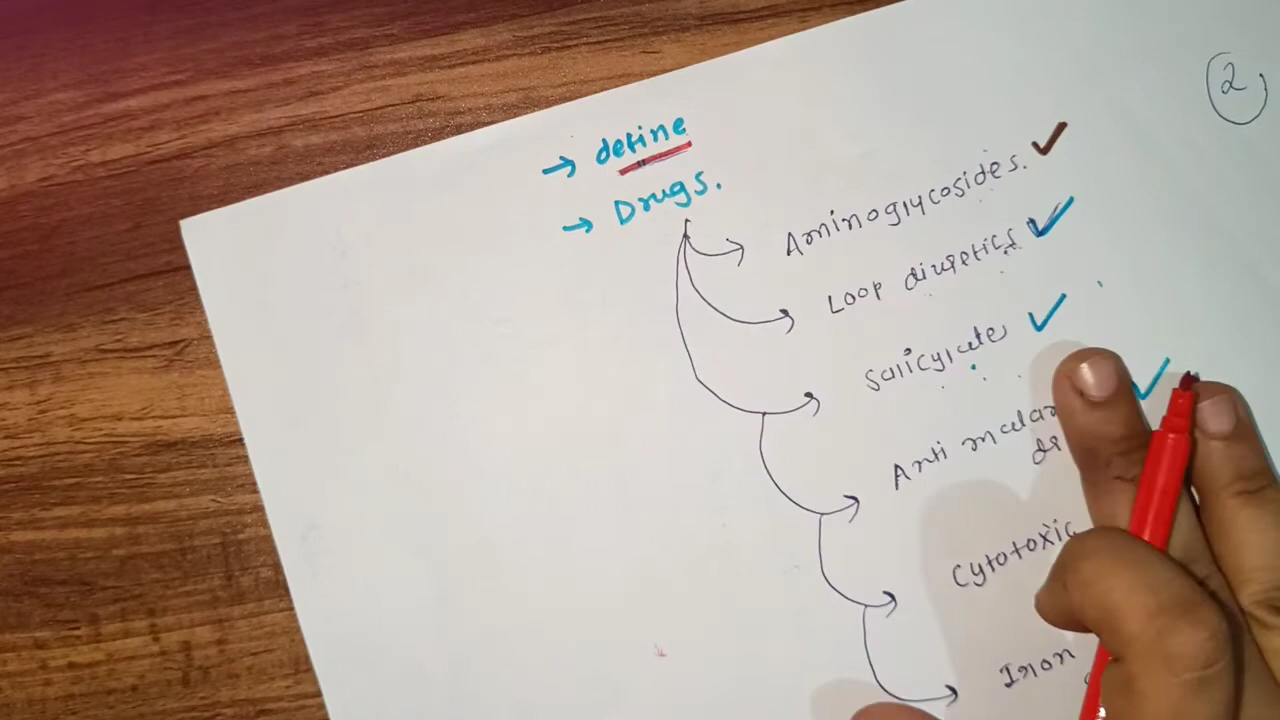 2
→ define
→ Drugs.
Aminoglycosides. ✓
Loop diuretics ✓
Salicylate ✓
Anti malar ✓
Cytotoxic
Iron